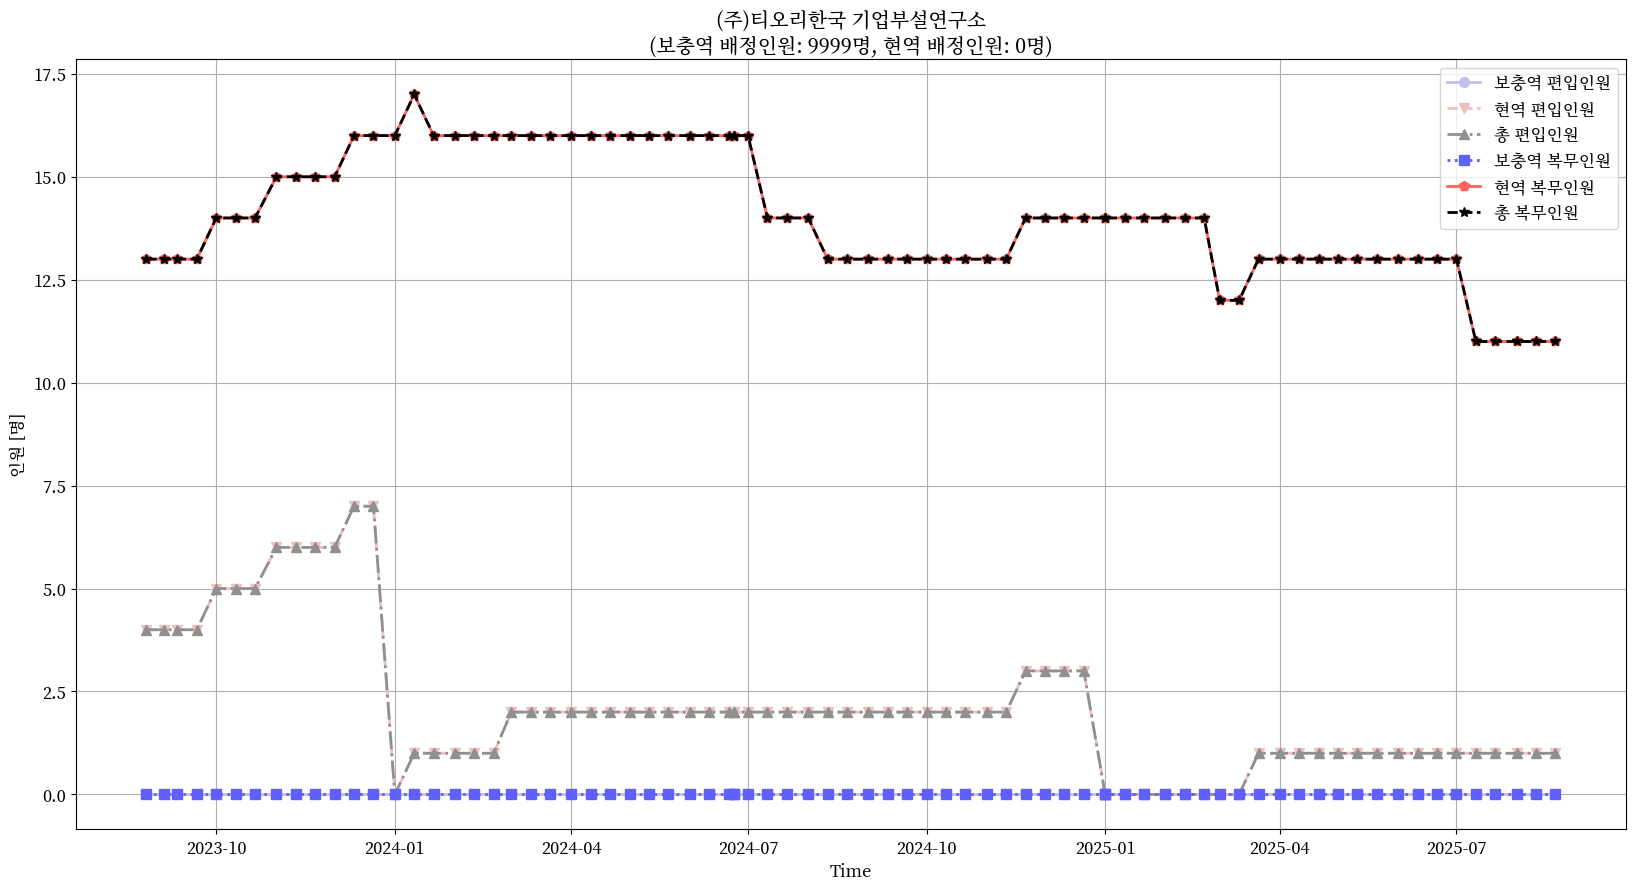 (주)티오리한국 기업부설연구소
(보충역 배정인원: 9999명, 현역 배정인원: 0명)
17.5
15.0
12.5
10.0
7.5
5.0
2.5
0.0
인원 [명]
보충역 편입인원
현역 편입인원
총 편입인원
보충역 복무인원
현역 복무인원
총 복무인원
2023-10
2024-01
2024-04
2024-07
2024-10
2025-01
2025-04
2025-07
Time